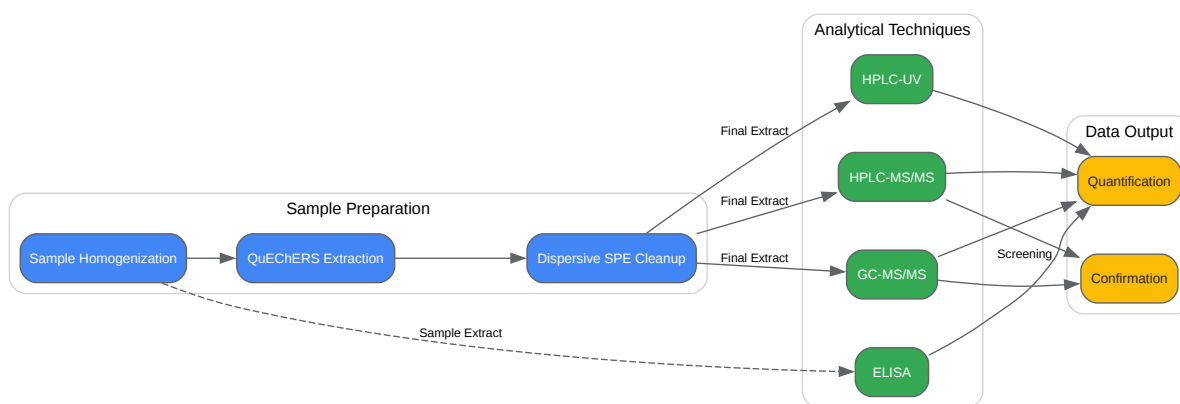 Analytical Techniques
HPLC-UV
Final Extract
Data Output
HPLC-MS/MS
Quantification
Final Extract
Sample Preparation
Sample Homogenization
QuEChERS Extraction
Dispersive SPE Cleanup
Final Extract
GC-MS/MS
Screening
Confirmation
Sample Extract
ELISA